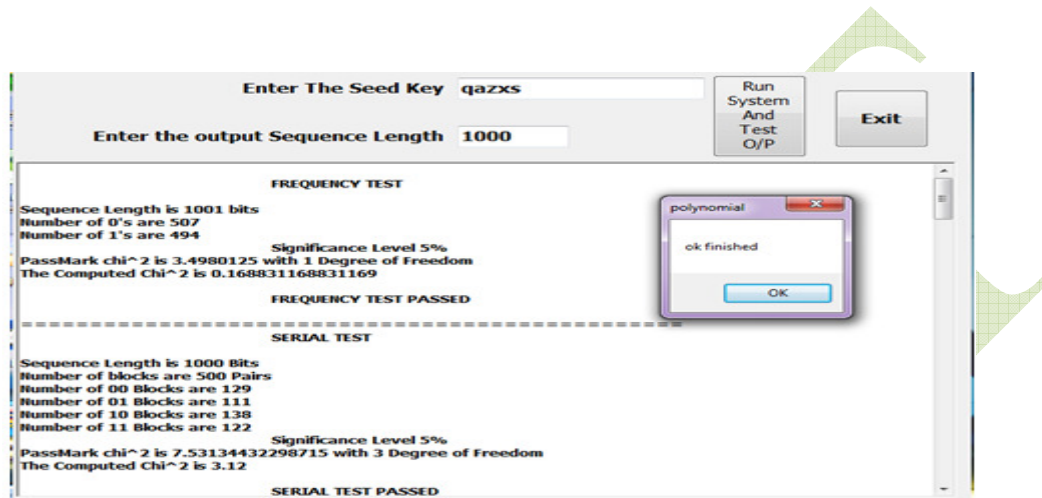 Enter The Seed Key qazxs
Run
System
And
Test
O/P
Exit
Enter the output Sequence Length 1000
FREQUENCY TEST
Sequence Length is 1001 bits
Number of 0's are 507
Number of 1's are 494
Significance Level 5%
PassMark chi^2 is 3.4980125 with 1 Degree of Freedom
The Computed Chi^2 is 0.168831168831169
FREQUENCY TEST PASSED
polynomial
ok finished
OK
SERIAL TEST
Sequence Length is 1000 Bits
Number of blocks are 500 Pairs
Number of 00 Blocks are 129
Number of 01 Blocks are 111
Number of 10 Blocks are 138
Number of 11 Blocks are 122
Significance Level 5%
PassMark chi^2 is 7.53134432298715 with 3 Degree of Freedom
The Computed Chi^2 is 3.12
SERIAL TEST PASSED